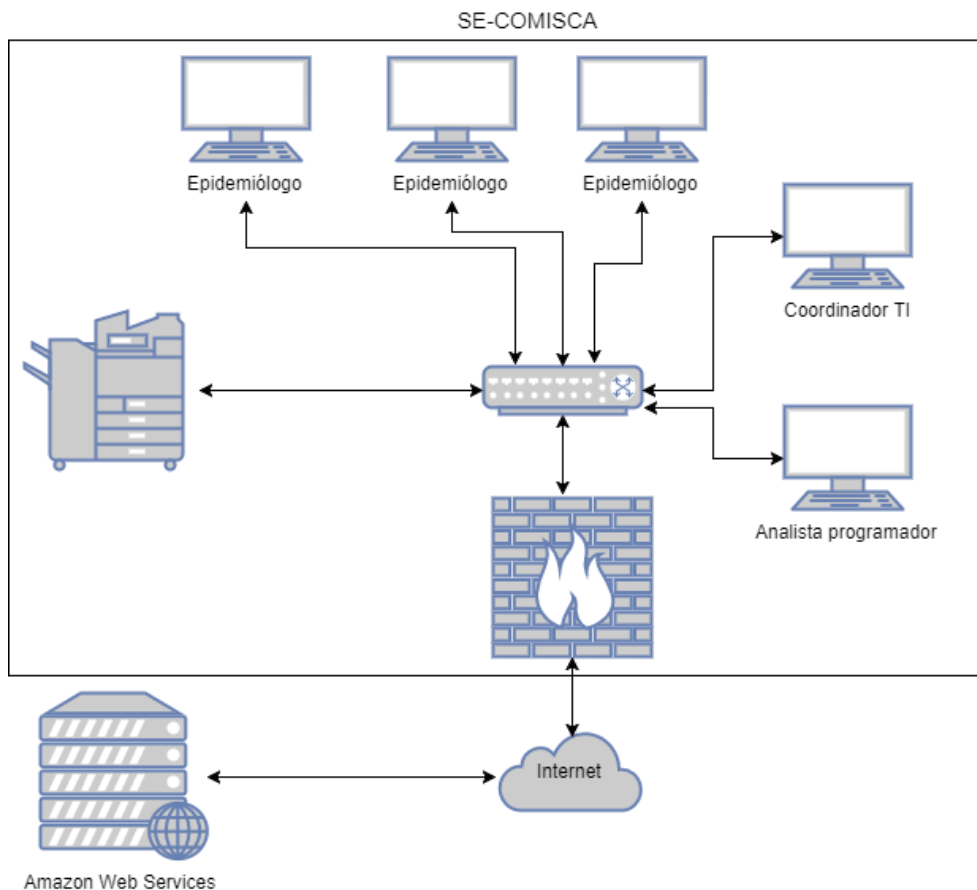 SE-COMISCA
Epidemiólogo
Epidemiólogo
Epidemiólogo
Coordinador TI
Analista programador
Internet
Amazon Web Services